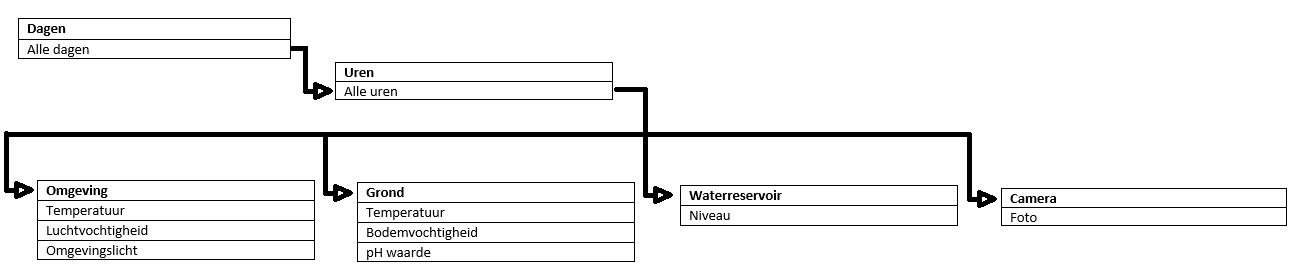 Dagen
Alle dagen
Uren
Alle uren
Omgeving
Temperatuur
Luchtvochtigheid
Omgevingslicht
Grond
Temperatuur
Bodemvochtigheid
pH waarde
Waterreservoir
Niveau
Camera
Foto